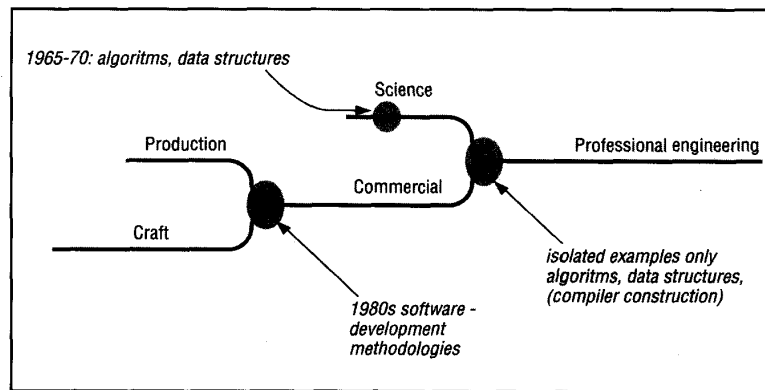 1965-70: algoritms, data structures
Science
Production
Professional engineering
Commercial
Craft
isolated examples only
algoritms, data structures,
(compiler construction)
1980s software -
development
methodologies